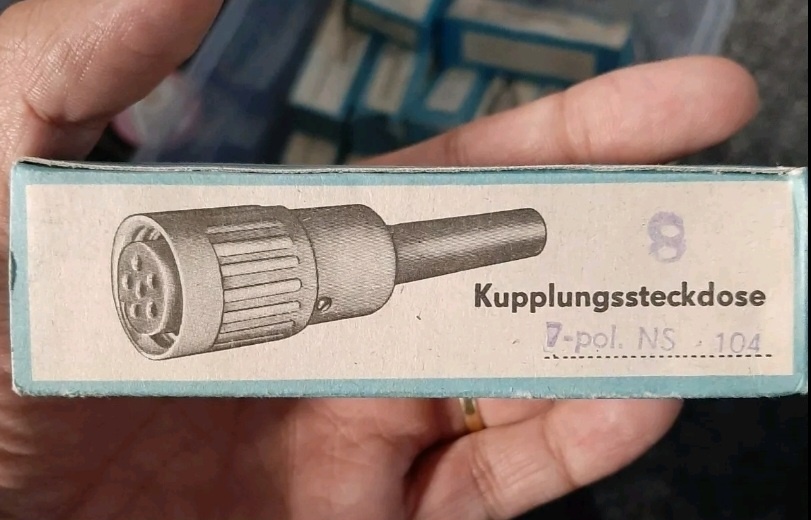 8
Kupplungssteckdose
7-pol. NS . 104